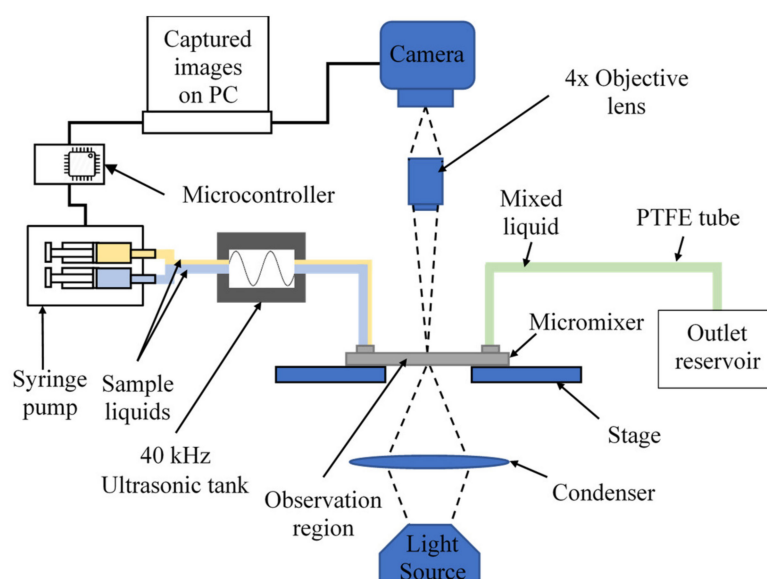 Captured
images
on PC
Camera
4x Objective
lens
Microcontroller
Mixed
liquid
PTFE tube
Micromixer
Outlet
reservoir
Syringe
pump
Sample
liquids
Stage
40 kHz
Ultrasonic tank
Observation
region
Condenser
Light
Source